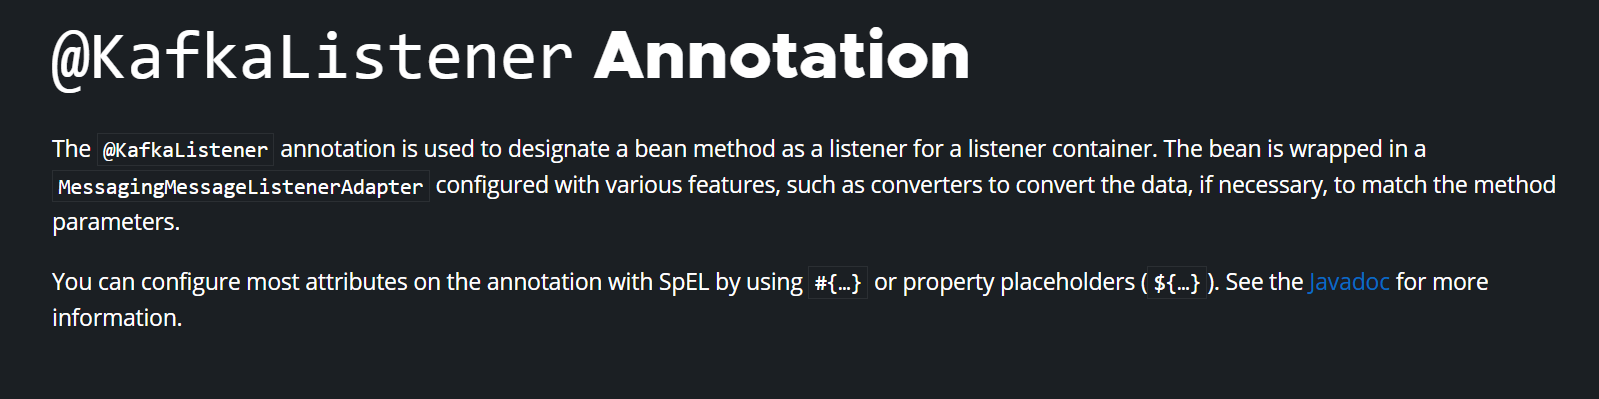 @KafkaListener Annotation
The @KafkaListener annotation is used to designate a bean method as a listener for a listener container. The bean is wrapped in a
MessagingMessageListenerAdapter configured with various features, such as converters to convert the data, if necessary, to match the method
parameters.
You can configure most attributes on the annotation with SpEL by using #{…} or property placeholders (${…}). See the Javadoc for more
information.